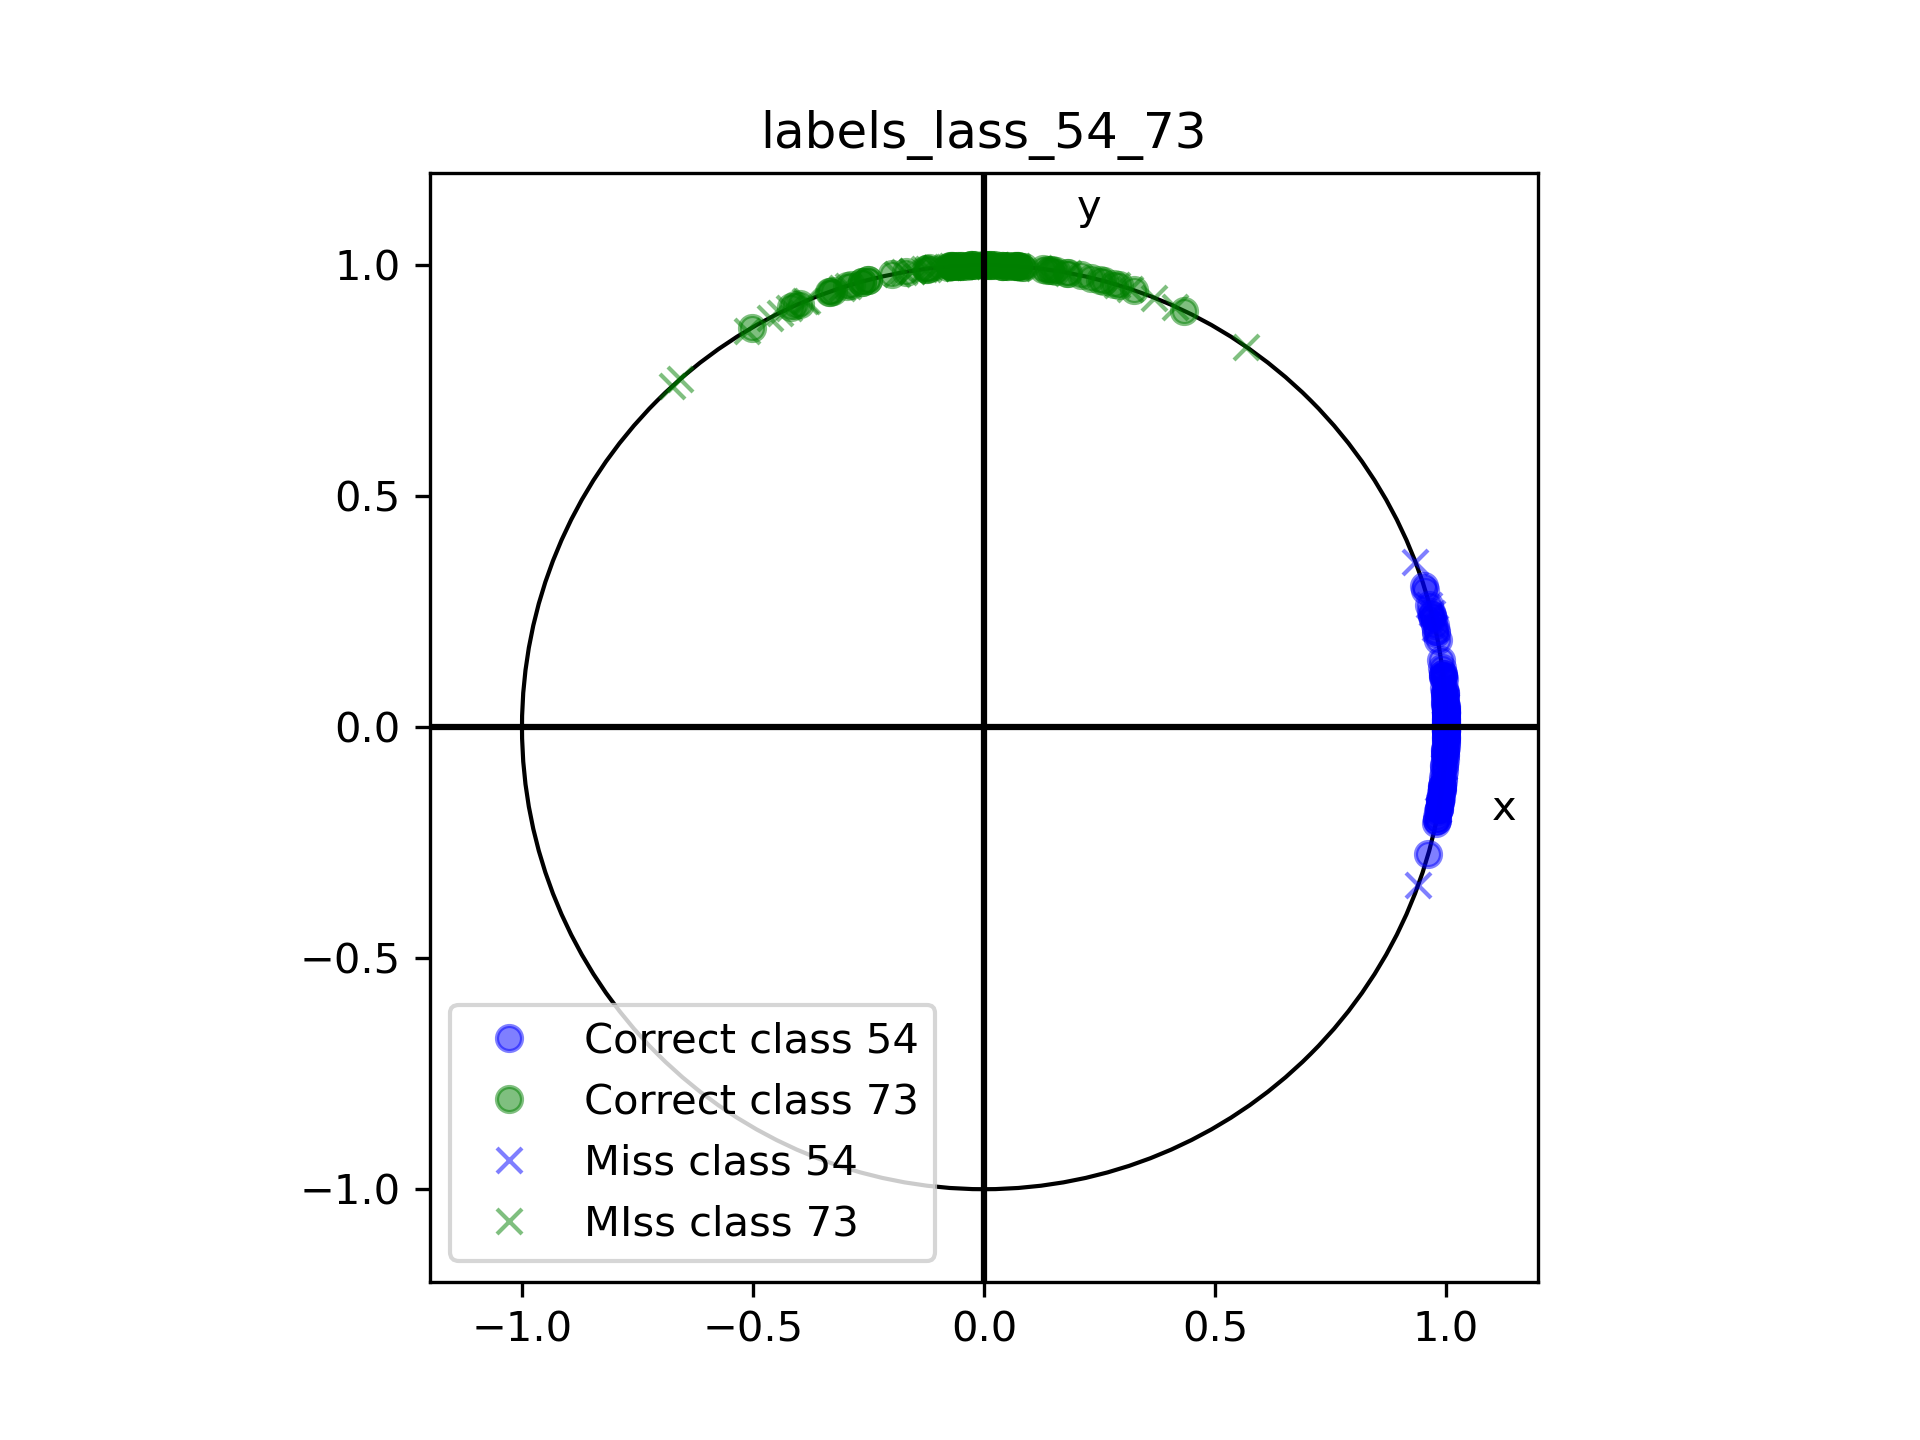 labels_lass_54_73
y
1.0
0.5
0.0
−0.5
−1.0
x
Correct class 54
Correct class 73
Miss class 54
MIss class 73
−1.0 −0.5 0.0 0.5 1.0